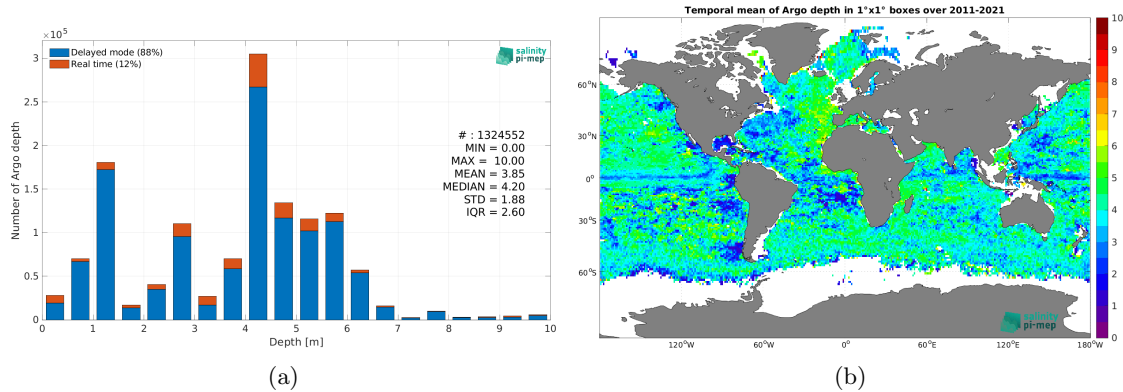 ×10⁵
Delayed mode (88%)
Real time (12%)
salinity
pi-mep
3
2.5
2
1.5
1
0.5
0
Number of Argo depth
# : 1324552
MIN = 0.00
MAX = 10.00
MEAN = 3.85
MEDIAN = 4.20
STD = 1.88
IQR = 2.60
0 1 2 3 4 5 6 7 8 9 10
Depth [m]
(a)
Temporal mean of Argo depth in 1°x1° boxes over 2011-2021
60°N
30°N
0°
30°S
60°S
120°W 60°W 0° 60°E 120°E 180°W
salinity
pi-mep
10
9
8
7
6
5
4
3
2
1
0
(b)